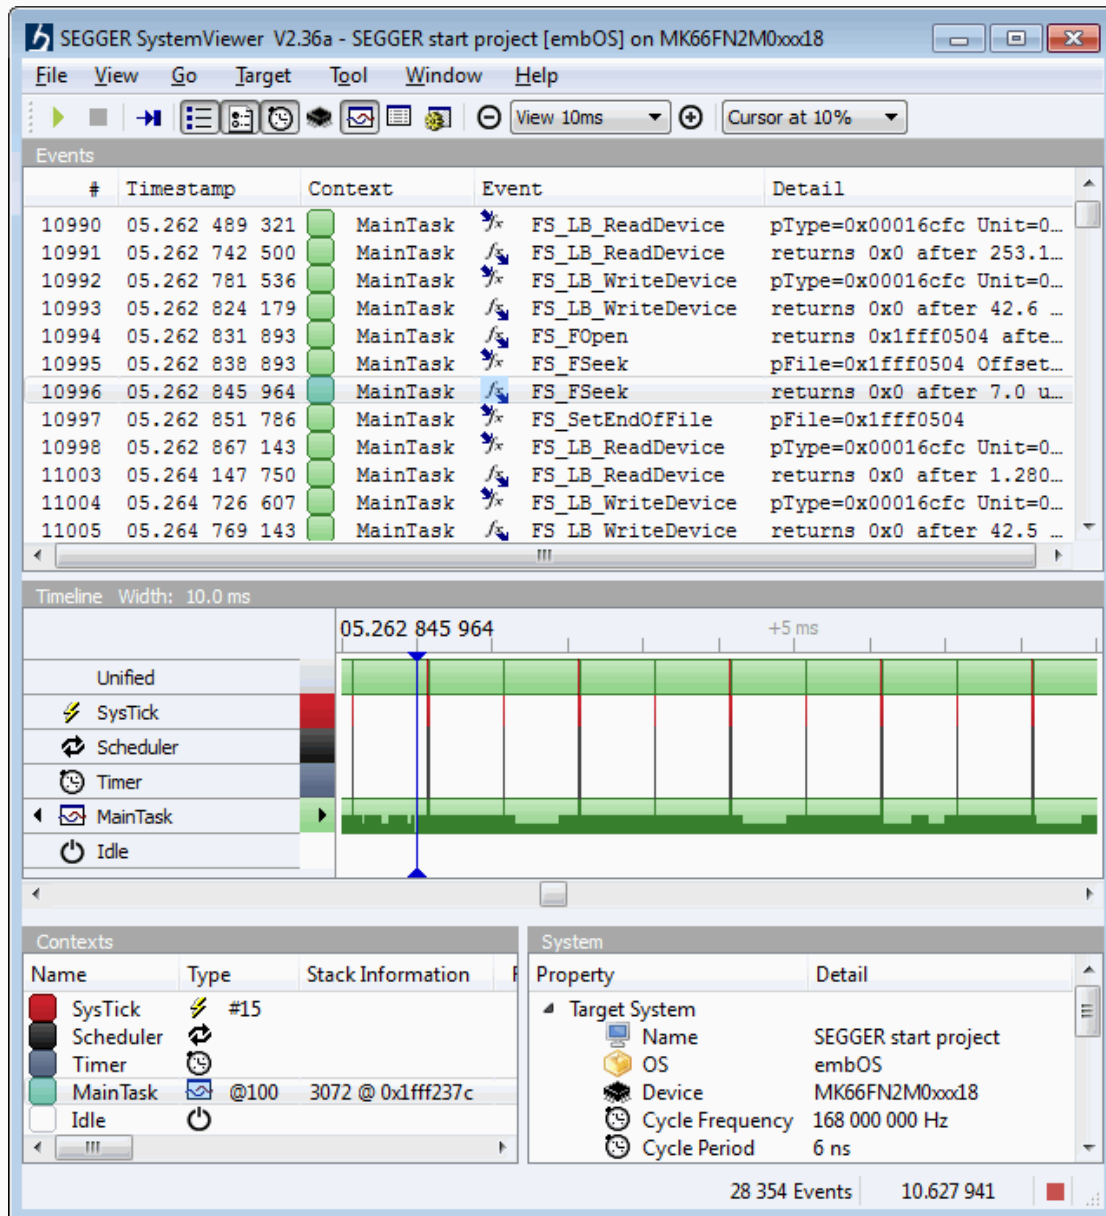 SEGGER SystemViewer V2.36a - SEGGER start project [embOS] on MK66FN2M0xxx18
File View Go Target Tool Window Help
View 10ms Cursor at 10%
Events
# Timestamp Context Event Detail
10990 05.262 489 321 MainTask FS_LB_ReadDevice pType=0x00016cfc Unit=0...
10991 05.262 742 500 MainTask FS_LB_ReadDevice returns 0x0 after 253.1...
10992 05.262 781 536 MainTask FS_LB_WriteDevice pType=0x00016cfc Unit=0...
10993 05.262 824 179 MainTask FS_LB_WriteDevice returns 0x0 after 42.6 ...
10994 05.262 831 893 MainTask FS_FOpen returns 0x1fff0504 afte...
10995 05.262 838 893 MainTask FS_FSeek pFile=0x1fff0504 Offset...
10996 05.262 845 964 MainTask FS_FSeek returns 0x0 after 7.0 u...
10997 05.262 851 786 MainTask FS_SetEndOfFile pFile=0x1fff0504
10998 05.262 867 143 MainTask FS_LB_ReadDevice pType=0x00016cfc Unit=0...
11003 05.264 147 750 MainTask FS_LB_ReadDevice returns 0x0 after 1.280...
11004 05.264 726 607 MainTask FS_LB_WriteDevice pType=0x00016cfc Unit=0...
11005 05.264 769 143 MainTask FS_LB_WriteDevice returns 0x0 after 42.5 ...
Timeline Width: 10.0 ms
05.262 845 964 +5 ms
Unified
SysTick
Scheduler
Timer
MainTask
Idle
Contexts
Name Type Stack Information
SysTick #15
Scheduler
Timer
MainTask @100 3072 @ 0x1fff237c
Idle
System
Property Detail
Target System
Name SEGGER start project
OS embOS
Device MK66FN2M0xxx18
Cycle Frequency 168 000 000 Hz
Cycle Period 6 ns
28 354 Events 10.627 941